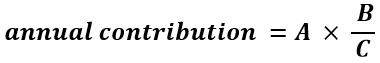 annual contribution = A × B / C